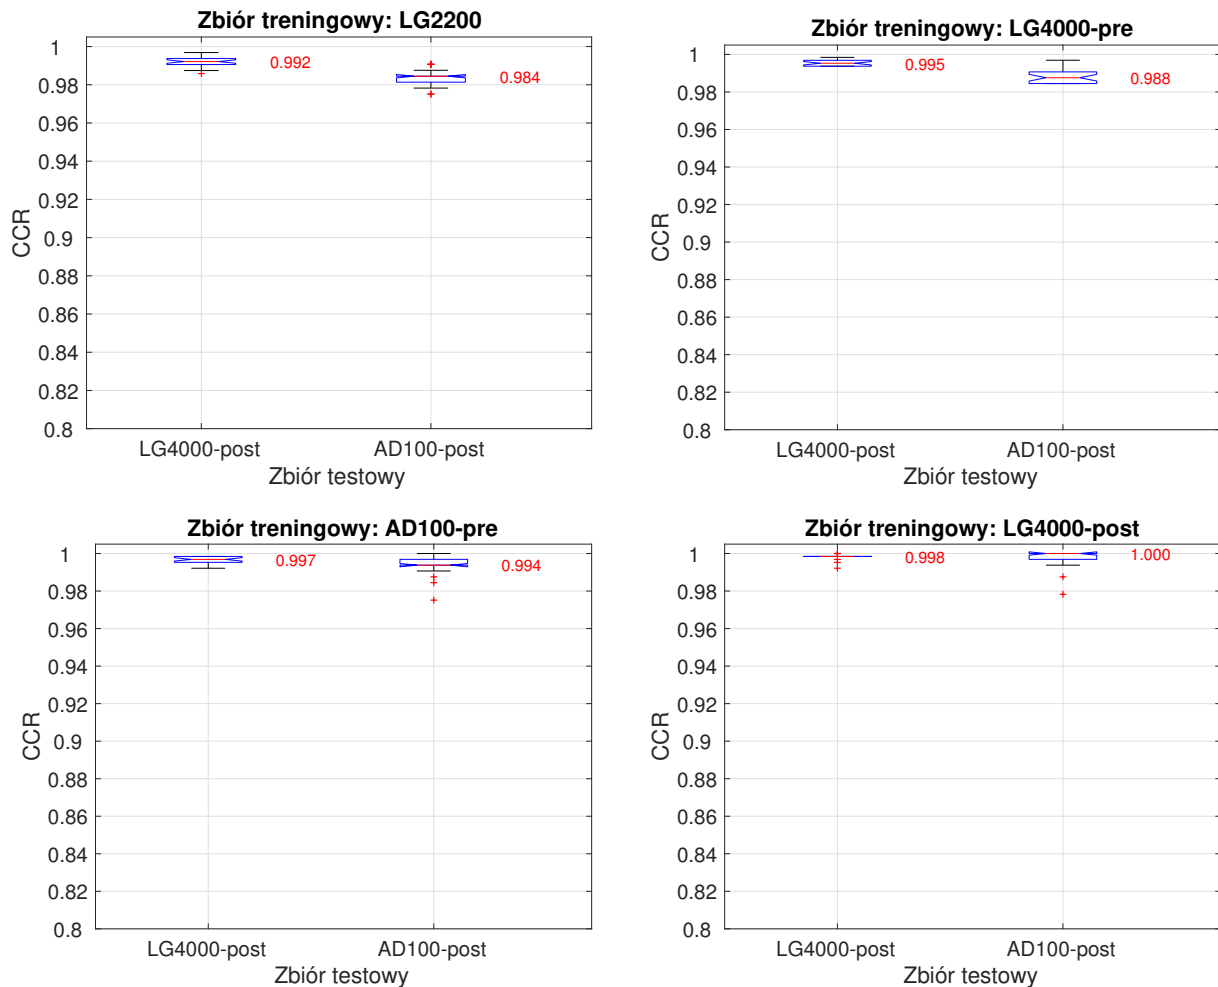 Zbiór treningowy: LG2200
1
0.98
0.96
0.94
0.92
0.9
0.88
0.86
0.84
0.82
0.8
CCR
0.992
0.984
LG4000-post
AD100-post
Zbiór testowy
Zbiór treningowy: LG4000-pre
1
0.98
0.96
0.94
0.92
0.9
0.88
0.86
0.84
0.82
0.8
CCR
0.995
0.988
LG4000-post
AD100-post
Zbiór testowy
Zbiór treningowy: AD100-pre
1
0.98
0.96
0.94
0.92
0.9
0.88
0.86
0.84
0.82
0.8
CCR
0.997
0.994
LG4000-post
AD100-post
Zbiór testowy
Zbiór treningowy: LG4000-post
1
0.98
0.96
0.94
0.92
0.9
0.88
0.86
0.84
0.82
0.8
CCR
0.998
1.000
LG4000-post
AD100-post
Zbiór testowy